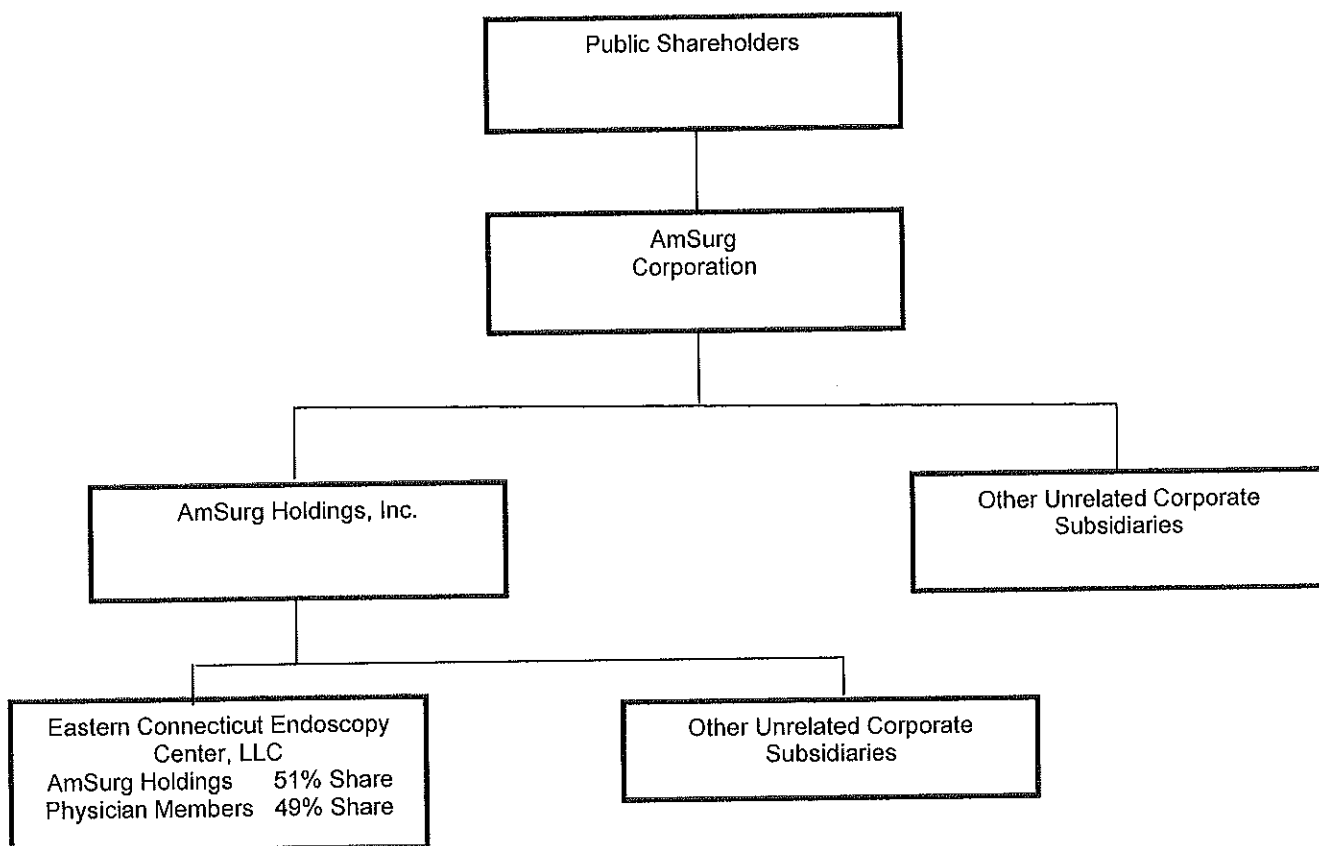 Public Shareholders
AmSurg
Corporation
AmSurg Holdings, Inc.
Other Unrelated Corporate
Subsidiaries
Eastern Connecticut Endoscopy
Center, LLC
AmSurg Holdings 51% Share
Physician Members 49% Share
Other Unrelated Corporate
Subsidiaries